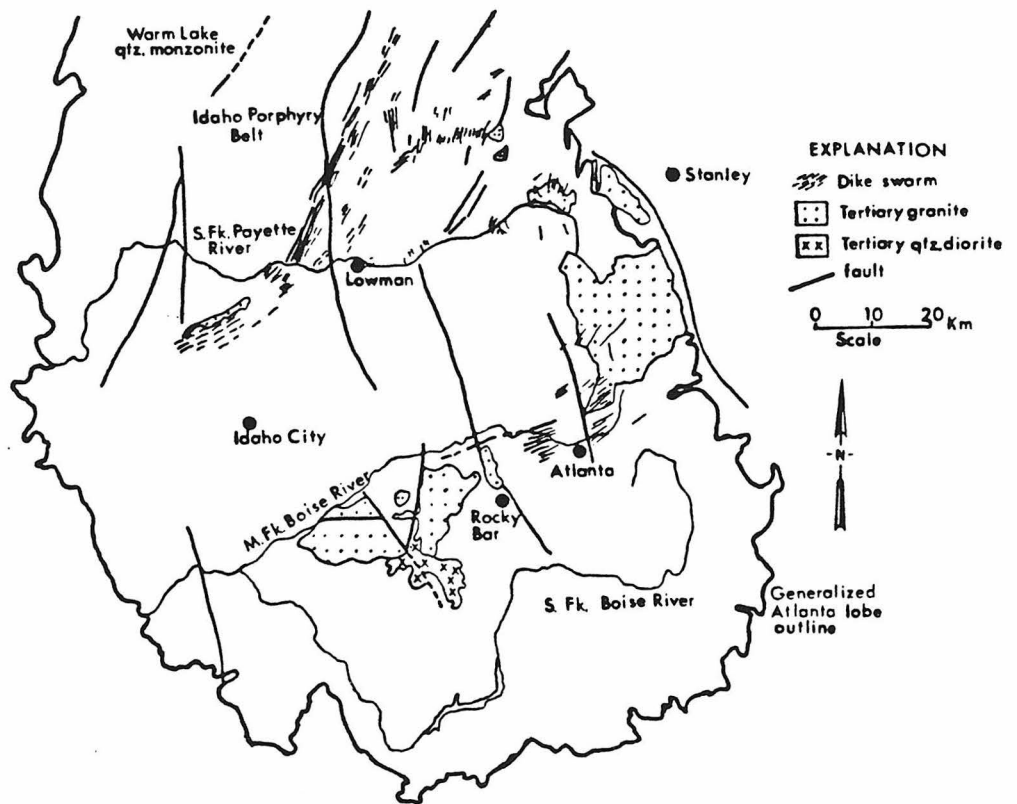 Warm Lake
qtz. monzonite
Idaho Porphyry
Belt
S. Fk. Payette
River
Lowman
Stanley
EXPLANATION
Dike swarm
Tertiary granite
Tertiary qtz. diorite
fault
0 10 20 Km
Scale
-N-
Idaho City
Atlanta
M. Fk. Boise River
Rocky
Bar
S. Fk. Boise River
Generalized
Atlanta lobe
outline